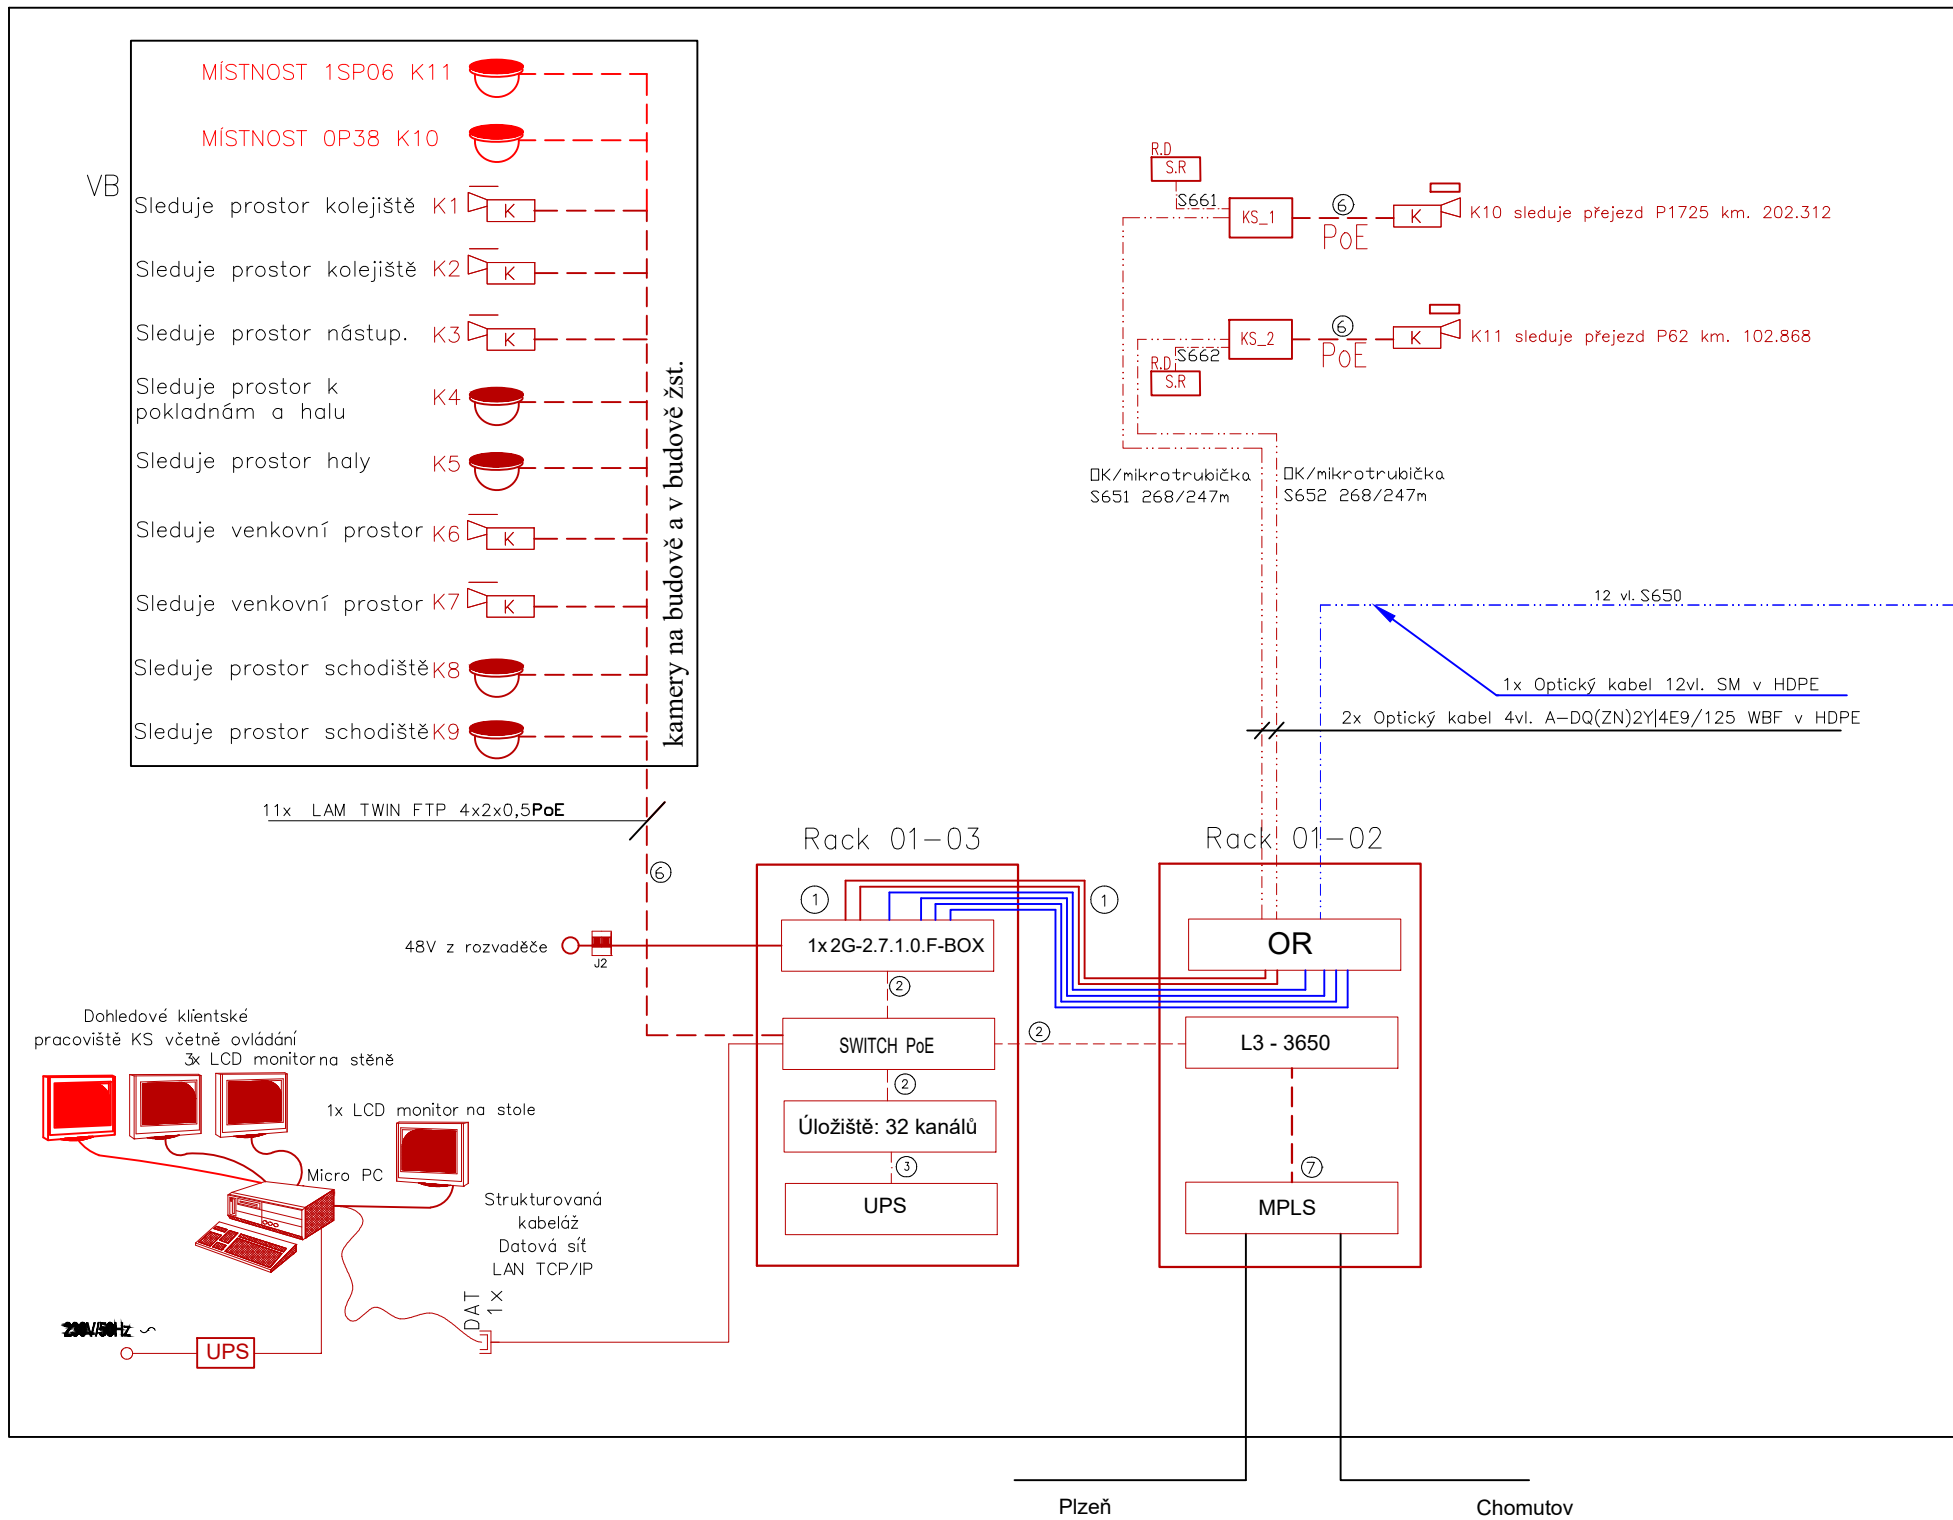 MÍSTNOST 1SP06 K11
MÍSTNOST 0P38 K10
VB
Sleduje prostor kolejiště K1
K
Sleduje prostor kolejiště K2
K
Sleduje prostor nástup. K3
K
Sleduje prostor k
pokladnám a halu
K4
Sleduje prostor haly K5
Sleduje venkovní prostor K6
K
Sleduje venkovní prostor K7
K
Sleduje prostor schodiště K8
Sleduje prostor schodiště K9
kamery na budově a v budově žst.
11x LAM TWIN FTP 4x2x0,5PoE
6
R.D
S.R
S661
KS_1
6
PoE
K
K10 sleduje přejezd P1725 km. 202.312
KS_2
6
PoE
K
K11 sleduje přejezd P62 km. 102.868
S662
R.D
S.R
OK/mikrotrubička
S651 268/247m
OK/mikrotrubička
S652 268/247m
12 vl. S650
1x Optický kabel 12vl. SM v HDPE
2x Optický kabel 4vl. A-DQ(ZN)2Y|4E9/125 WBF v HDPE
Rack 01-03
Rack 01-02
1
1
48V z rozvaděče
J2
1x 2G-2.7.1.0.F-BOX
OR
2
SWITCH PoE
2
L3 - 3650
2
Úložiště: 32 kanálů
3
UPS
7
MPLS
Dohledové klientské
pracoviště KS včetně ovládání
3x LCD monitor na stěně
1x LCD monitor na stole
Micro PC
Strukturovaná
kabeláž
Datová síť
LAN TCP/IP
DAT
1x
230V/50Hz ~
UPS
Plzeň
Chomutov